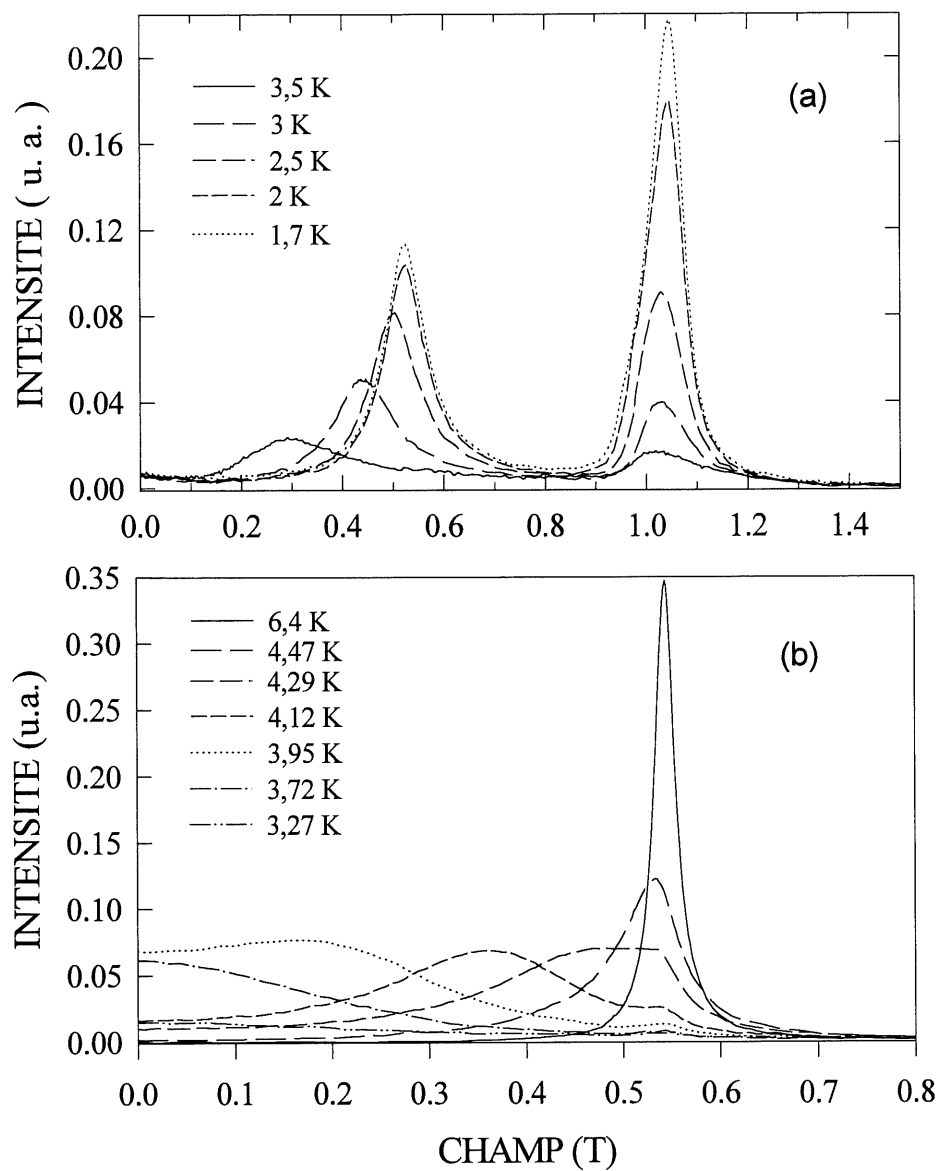 0.20
0.16
0.12
0.08
0.04
0.00
INTENSITE ( u. a. )
3,5 K
3 K
2,5 K
2 K
1,7 K
(a)
0.0 0.2 0.4 0.6 0.8 1.0 1.2 1.4
0.35
0.30
0.25
0.20
0.15
0.10
0.05
0.00
INTENSITE (u.a.)
6,4 K
4,47 K
4,29 K
4,12 K
3,95 K
3,72 K
3,27 K
(b)
0.0 0.1 0.2 0.3 0.4 0.5 0.6 0.7 0.8
CHAMP (T)